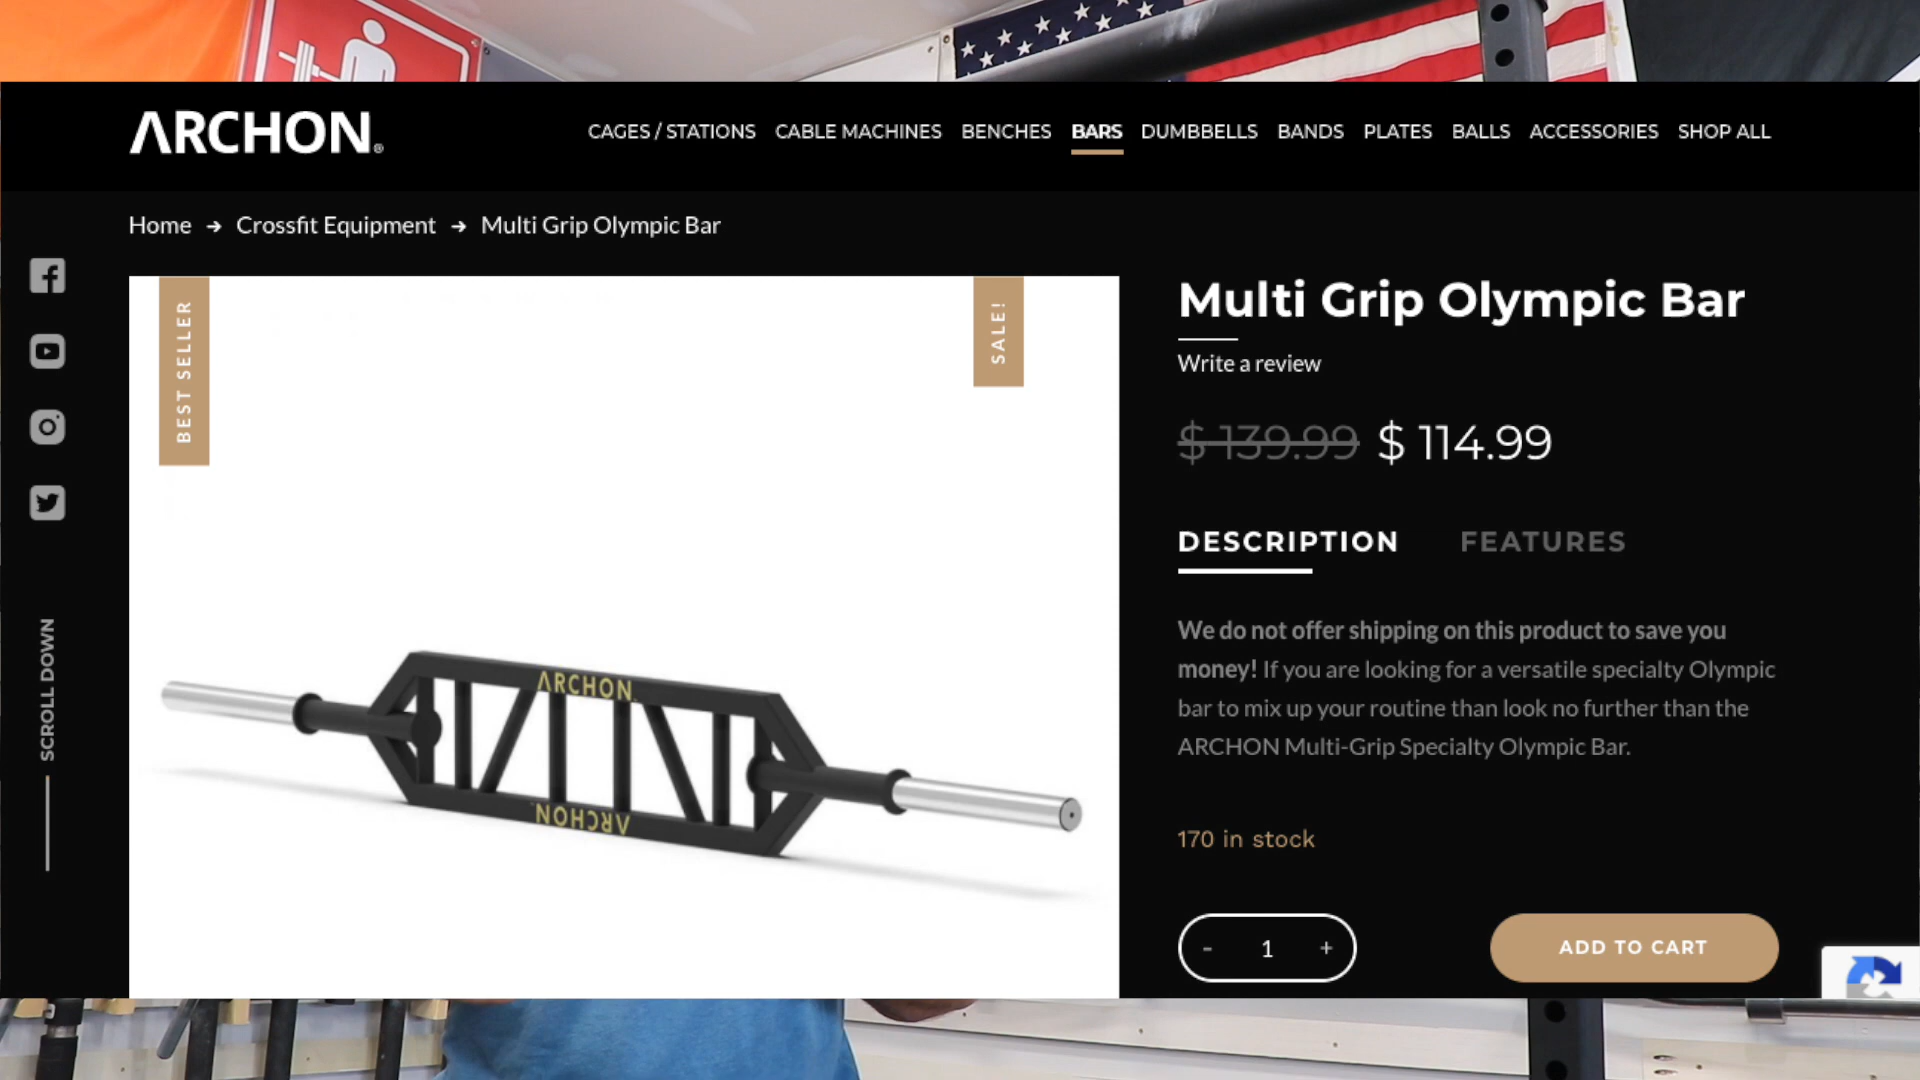 ARCHON®
CAGES / STATIONS CABLE MACHINES BENCHES BARS DUMBBELLS BANDS PLATES BALLS ACCESSORIES SHOP ALL
Home → Crossfit Equipment → Multi Grip Olympic Bar
BEST SELLER
SALE!
Multi Grip Olympic Bar
Write a review
$ 139.99 $ 114.99
DESCRIPTION FEATURES
We do not offer shipping on this product to save you
money! If you are looking for a versatile specialty Olympic
bar to mix up your routine than look no further than the
ARCHON Multi-Grip Specialty Olympic Bar.
SCROLL DOWN
ARCHON
ARCHON
170 in stock
- 1 +
ADD TO CART